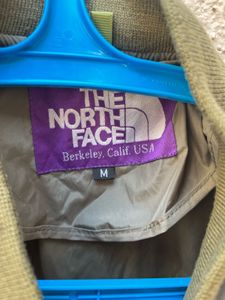 THE
NORTH
FACE
Berkeley, Calif. USA
M